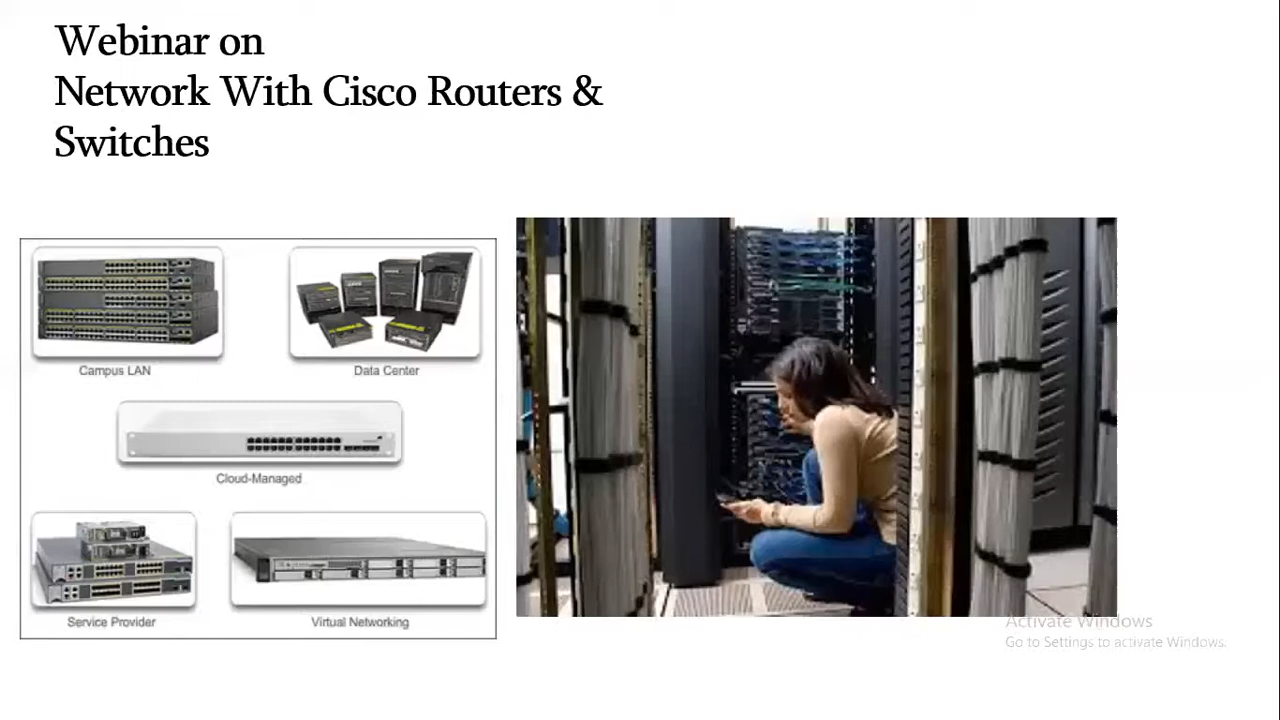 Webinar on
Network With Cisco Routers &
Switches
Campus LAN
Data Center
Cloud-Managed
Service Provider
Virtual Networking
Activate Windows
Go to Settings to activate Windows.